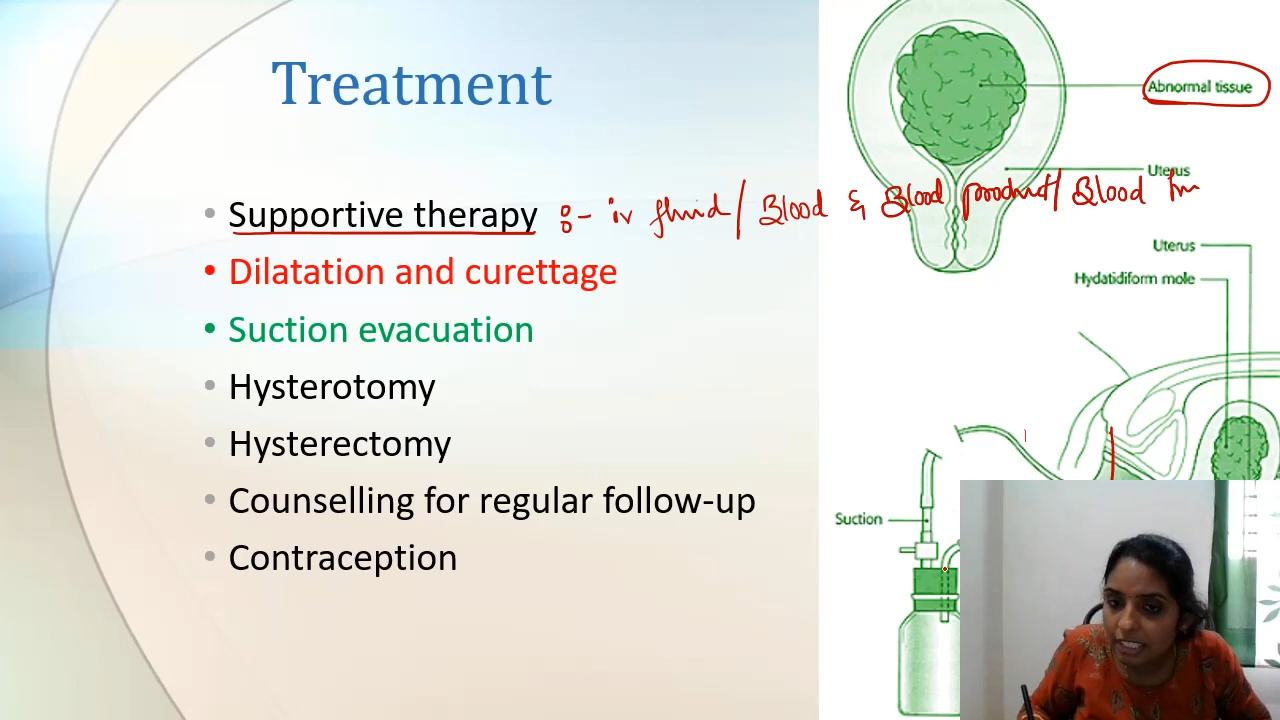 Treatment
Abnormal tissue
Uterus
• Supportive therapy :- iv fluid / Blood & Blood product / Blood
• Dilatation and curettage
• Suction evacuation
• Hysterotomy
• Hysterectomy
• Counselling for regular follow-up
• Contraception
Uterus
Hydatidiform mole
Suction